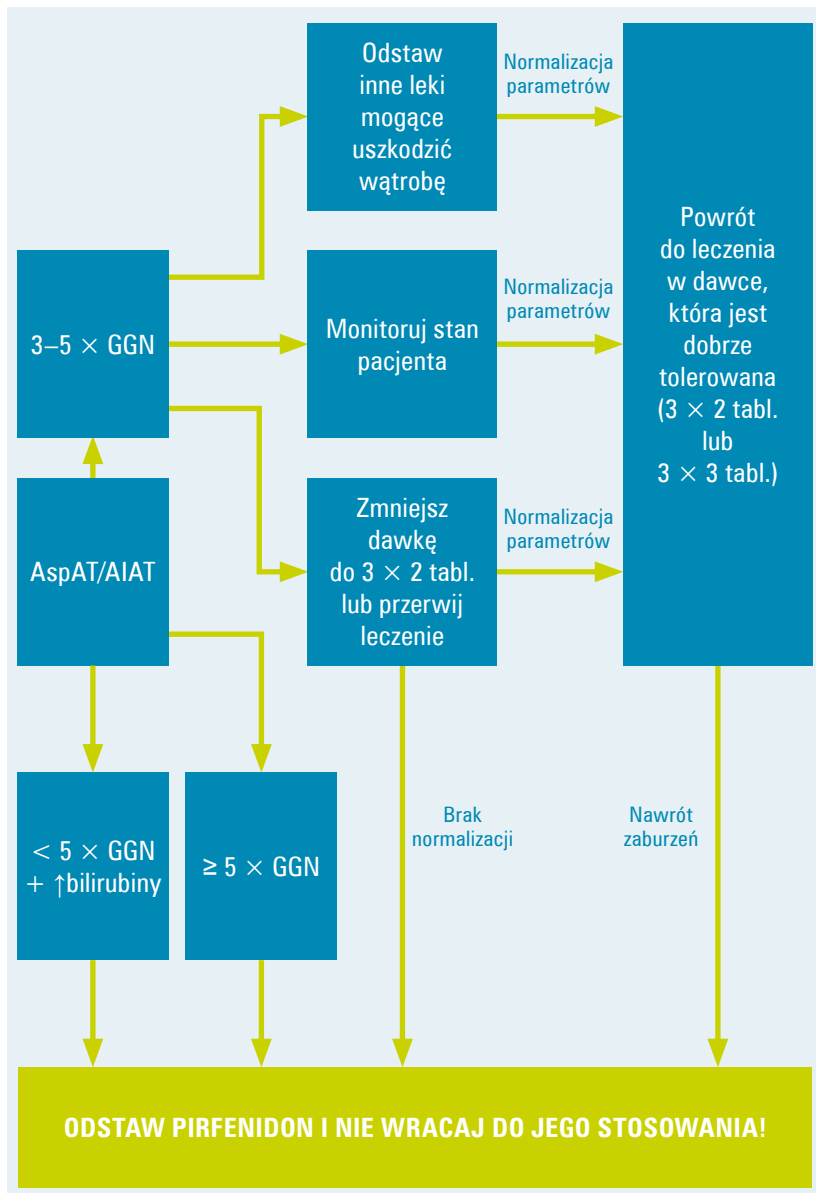 Odstaw
inne leki
mogące
uszkodzić
wątrobę
Normalizacja
parametrów
Powrót
do leczenia
w dawce,
która jest
dobrze
tolerowana
(3 × 2 tabl.
lub
3 × 3 tabl.)
3–5 × GGN
Monitoruj stan
pacjenta
Normalizacja
parametrów
AspAT/AlAT
Zmniejsz
dawkę
do 3 × 2 tabl.
lub przerwij
leczenie
Normalizacja
parametrów
< 5 × GGN
+ ↑bilirubiny
≥ 5 × GGN
Brak
normalizacji
Nawrót
zaburzeń
ODSTAW PIRFENIDON I NIE WRACAJ DO JEGO STOSOWANIA!